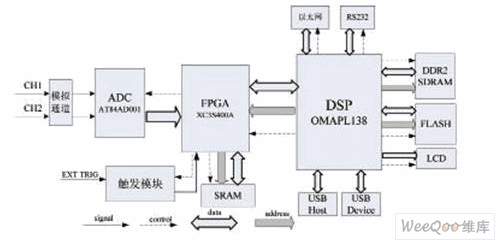 以太网
RS232
CH1
CH2
模拟
通道
ADC
AT84AD001
FPGA
XC3S400A
DSP
OMAPL138
DDR2
SDRAM
FLASH
LCD
EXT TRIG
触发模块
SRAM
USB
Host
USB
Device
signal
control
data
address
WeeQoo维库